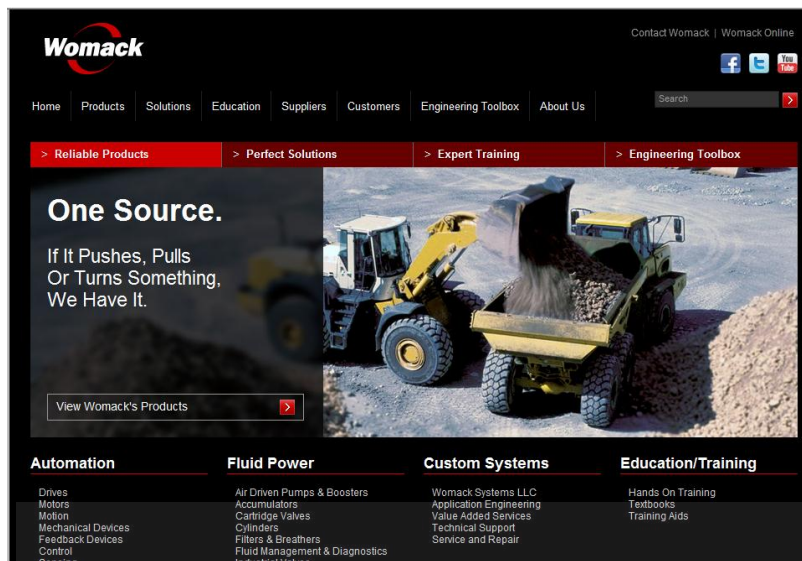 Womack
Contact Womack | Womack Online
You
Tube
Home Products Solutions Education Suppliers Customers Engineering Toolbox About Us
Search
> Reliable Products > Perfect Solutions > Expert Training > Engineering Toolbox
One Source.
If It Pushes, Pulls
Or Turns Something,
We Have It.
View Womack's Products
Automation
Drives
Motors
Motion
Mechanical Devices
Feedback Devices
Control
Fluid Power
Air Driven Pumps & Boosters
Accumulators
Cartridge Valves
Cylinders
Filters & Breathers
Fluid Management & Diagnostics
Custom Systems
Womack Systems LLC
Application Engineering
Value Added Services
Technical Support
Service and Repair
Education/Training
Hands On Training
Textbooks
Training Aids